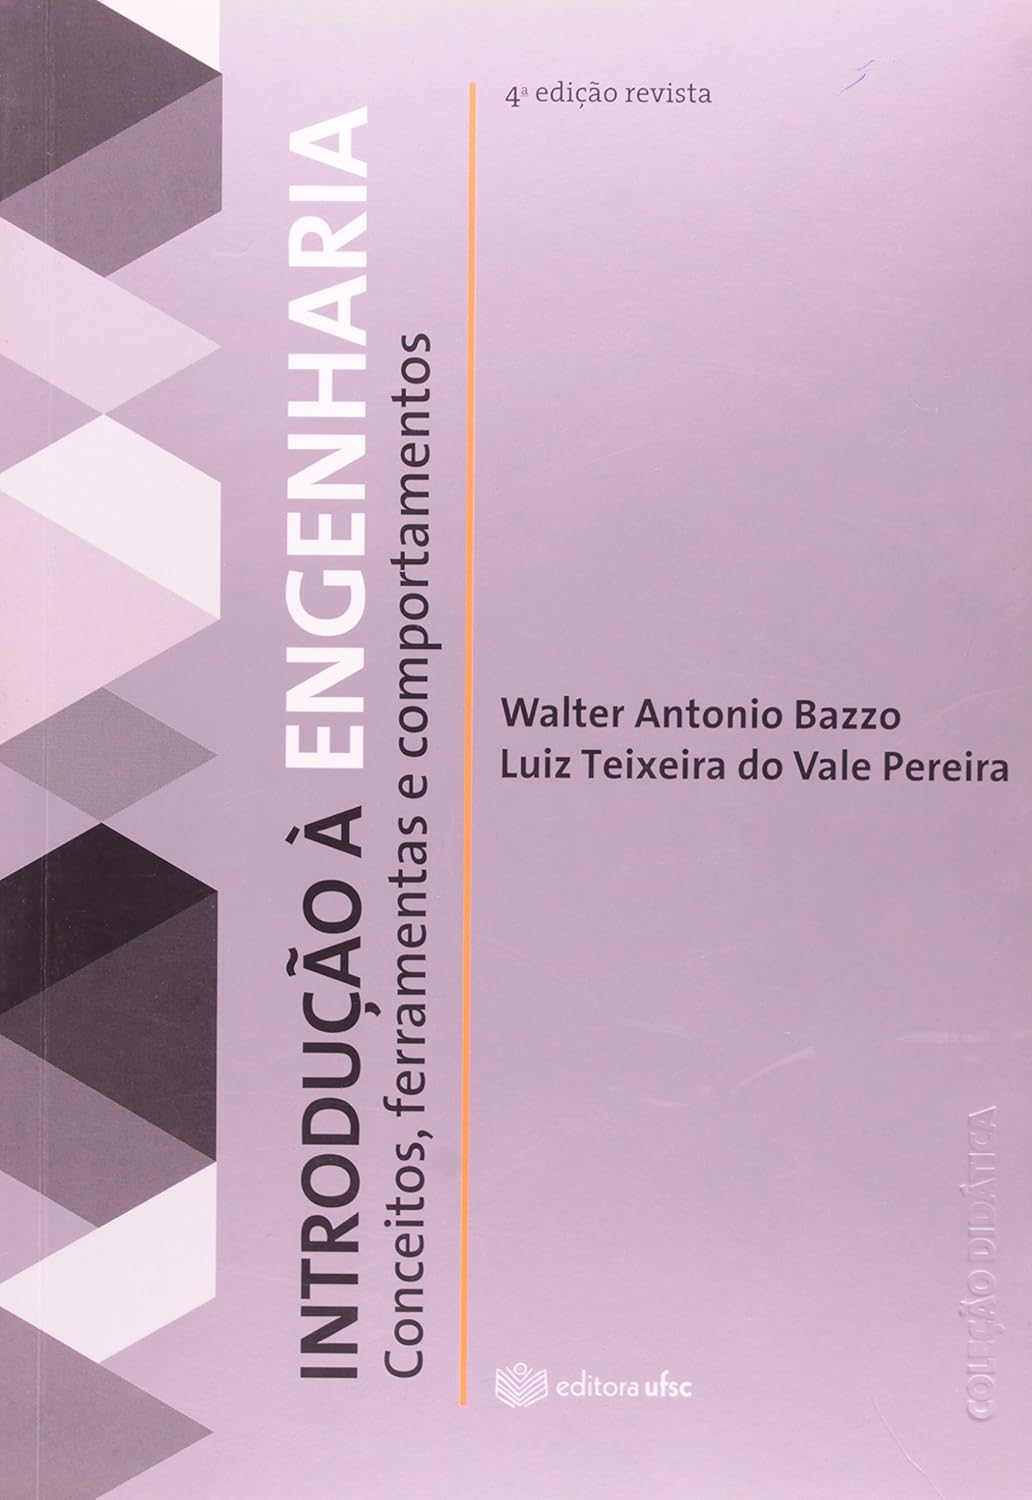 4ª edição revista
INTRODUÇÃO À ENGENHARIA
Conceitos, ferramentas e comportamentos
Walter Antonio Bazzo
Luiz Teixeira do Vale Pereira
editora ufsc
COLEÇÃO DIDÁTICA